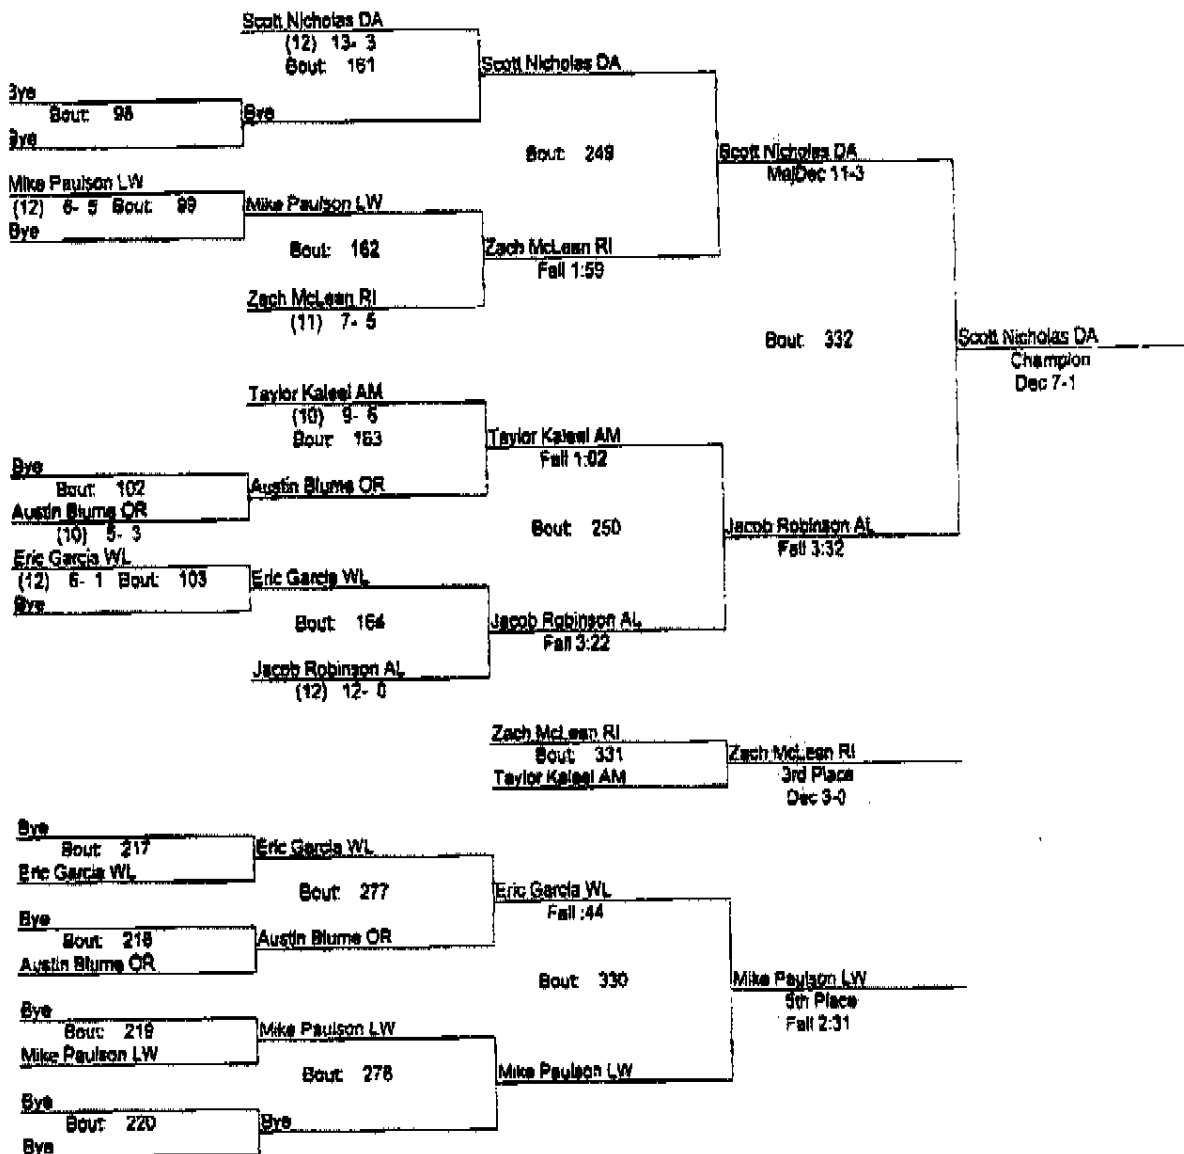 Scott Nicholas DA
(12) 13- 3
Bout: 161
Scott Nicholas DA
Bye
Bout: 98
Bye
Bye
Bout: 249
Scott Nicholas DA
MajDec 11-3
Mike Paulson LW
(12) 6- 5 Bout: 99
Mike Paulson LW
Bye
Bout: 162
Zach McLean RI
Fall 1:59
Zach McLean RI
(11) 7- 5
Bout: 332
Scott Nicholas DA
Champion
Dec 7-1
Taylor Kaleel AM
(10) 9- 6
Bout: 163
Taylor Kaleel AM
Fall 1:02
Bye
Bout: 102
Austin Blume OR
Austin Blume OR
(10) 5- 3
Bout: 250
Jacob Robinson AL
Fall 3:32
Eric Garcia WL
(12) 6- 1 Bout: 103
Eric Garcia WL
Bye
Bout: 164
Jacob Robinson AL
Fall 3:22
Jacob Robinson AL
(12) 12- 0
Zach McLean RI
Bout: 331
Zach McLean RI
Taylor Kaleel AM
3rd Place
Dec 3-0
Bye
Bout: 217
Eric Garcia WL
Eric Garcia WL
Bout: 277
Eric Garcia WL
Fall :44
Bye
Bout: 218
Austin Blume OR
Austin Blume OR
Bout: 330
Mike Paulson LW
5th Place
Fall 2:31
Bye
Bout: 219
Mike Paulson LW
Mike Paulson LW
Bout: 278
Mike Paulson LW
Bye
Bout: 220
Bye
Bye